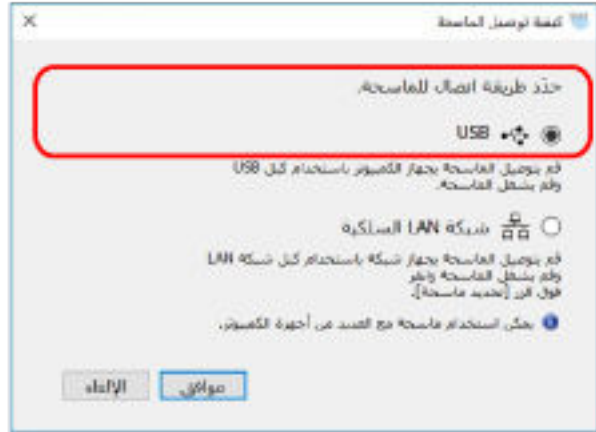 كيفية توصيل الماسحة
حدّد طريقة اتصال للماسحة.
USB
قم بتوصيل الماسحة بجهاز الكمبيوتر باستخدام كبل USB
وقم بتشغيل الماسحة.
شبكة LAN السلكية
قم بتوصيل الماسحة بجهاز شبكة باستخدام كبل شبكة LAN
وقم بتشغيل الماسحة وانقر
فوق الزر [تحديد ماسحة].
يمكن استخدام ماسحة مع العديد من أجهزة الكمبيوتر.
موافق
الإلغاء